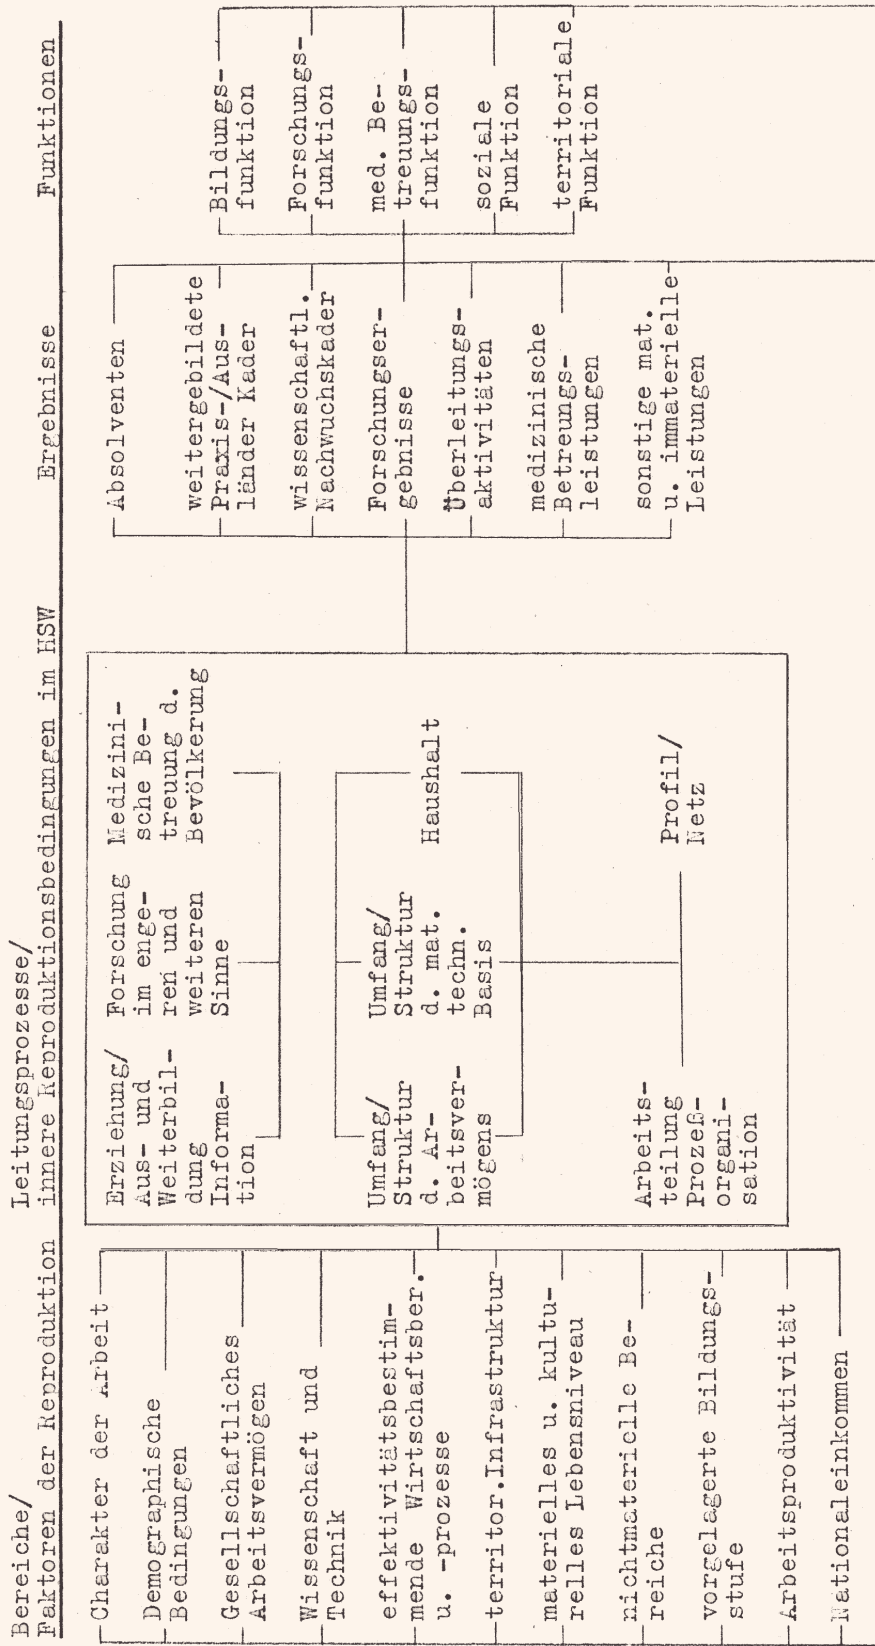 Bereiche/
Faktoren der Reproduktion
Leitungsprozesse/
innere Reproduktionsbedingungen im HSW
Ergebnisse
Funktionen
Charakter der Arbeit
Demographische
Bedingungen
Gesellschaftliches
Arbeitsvermögen
Wissenschaft und
Technik
effektivitätsbestim-
mende Wirtschaftsber.
u. -prozesse
territor.Infrastruktur
materielles u. kultu-
relles Lebensniveau
nichtmaterielle Be-
reiche
vorgelagerte Bildungs-
stufe
Arbeitsproduktivität
Nationaleinkommen
Erziehung/
Aus- und
Weiterbil-
dung
Informa-
tion
Forschung
im enge-
ren und
weiteren
Sinne
Medizini-
sche Be-
treuung d.
Bevölkerung
Umfang/
Struktur
d. Ar-
beitsver-
mögens
Umfang/
Struktur
d. mat.
techn.
Basis
Haushalt
Arbeits-
teilung
Prozeß-
organi-
sation
Profil/
Netz
Absolventen
weitergebildete
Praxis-/Aus-
länder Kader
wissenschaftl.
Nachwuchskader
Forschungser-
gebnisse
Überleitungs-
aktivitäten
medizinische
Betreungs-
leistungen
sonstige mat.
u. immaterielle
Leistungen
Bildungs-
funktion
Forschungs-
funktion
med. Be-
treuungs-
funktion
soziale
Funktion
territoriale
Funktion